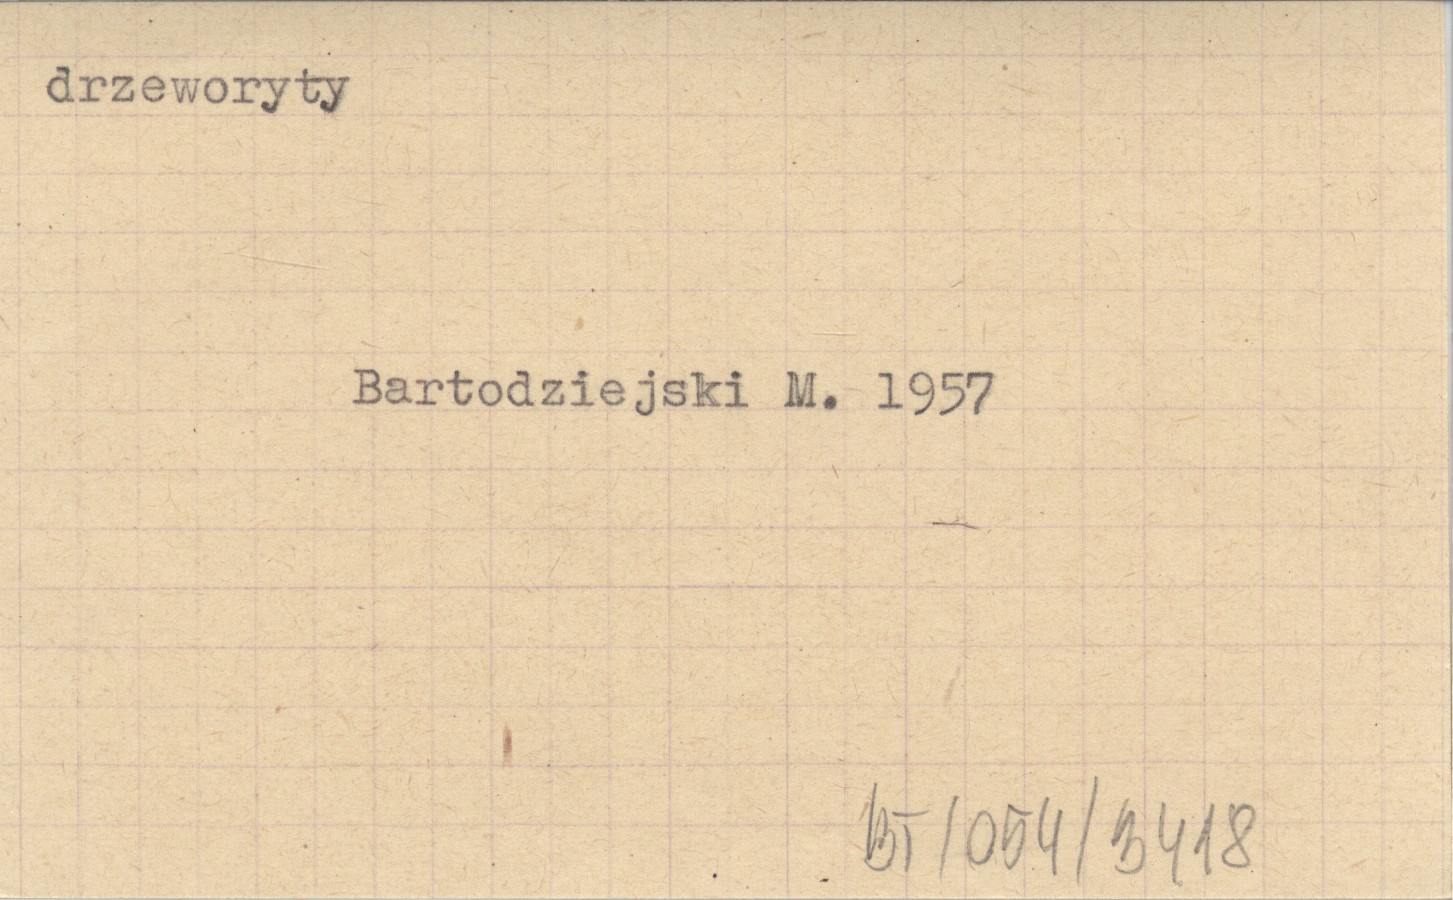 drzeworyty
Bartodziejski M. 1957
BT/054/3418